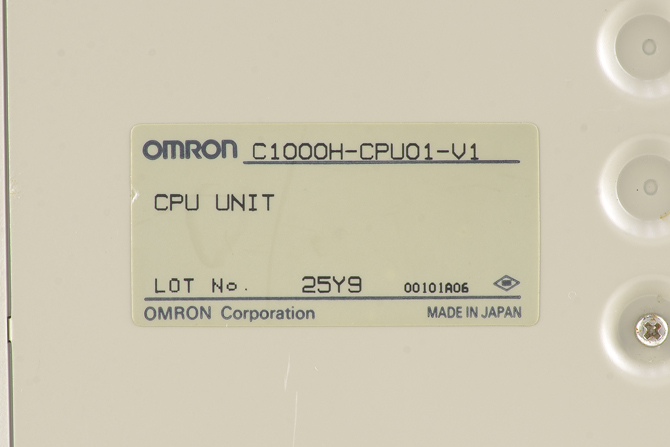 OMRON C1000H-CPU01-V1
CPU UNIT
LOT No. 25Y9 00101A06
OMRON Corporation MADE IN JAPAN